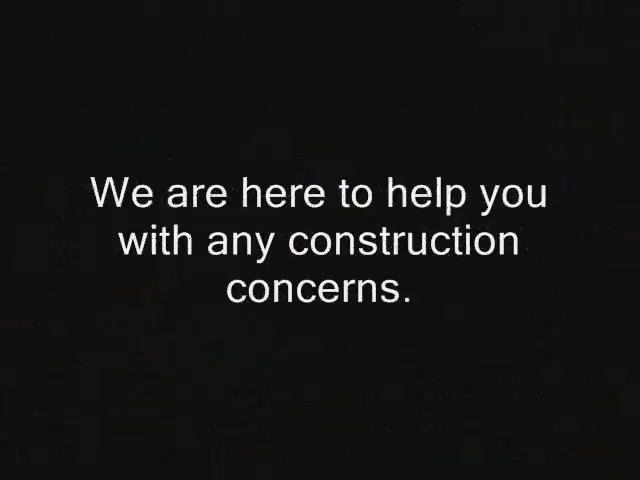 We are here to help you
with any construction
concerns.